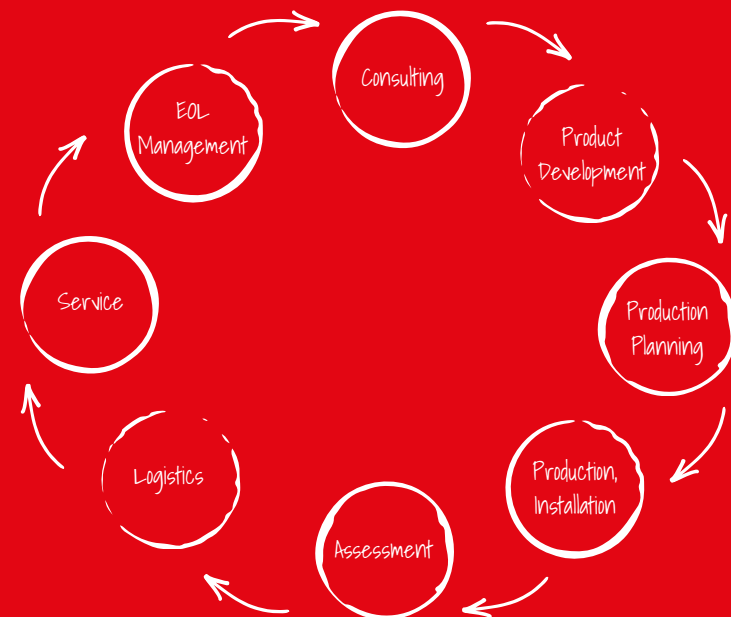 Consulting
Product
Development
Production
Planning
Production,
Installation
Assessment
Logistics
Service
EOL
Management